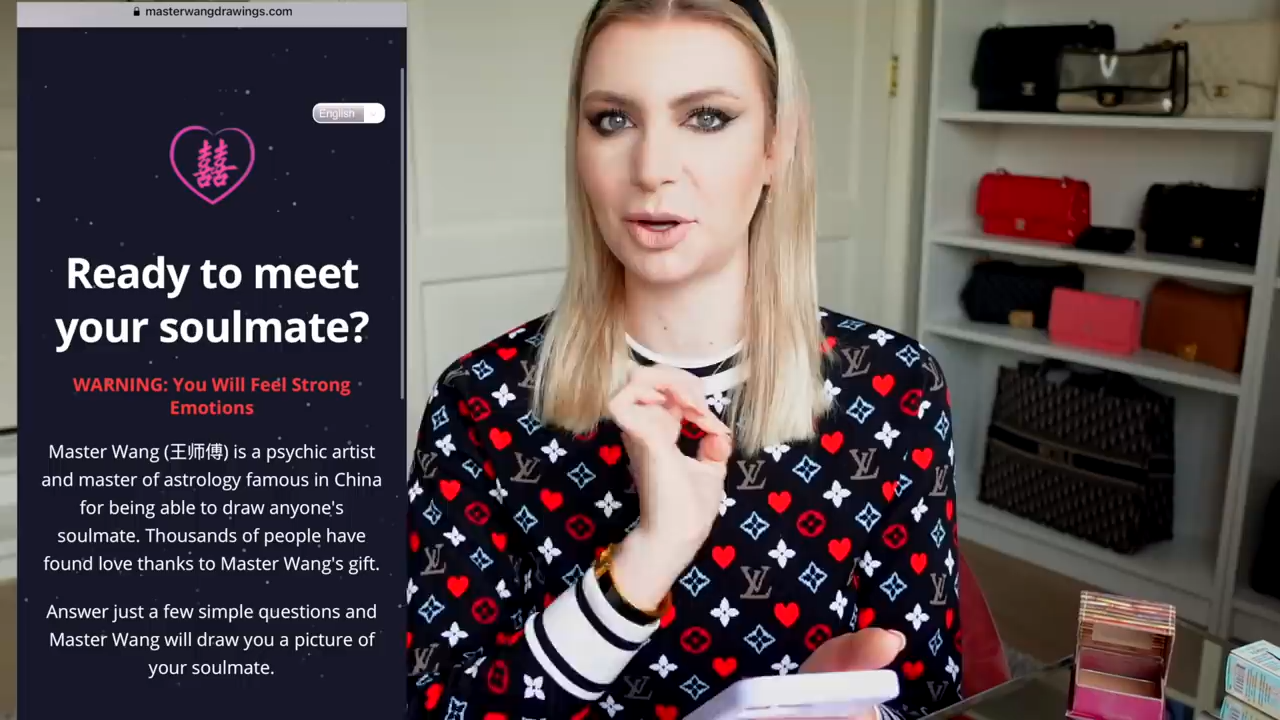 masterwangdrawings.com
English
囍
Ready to meet
your soulmate?
WARNING: You Will Feel Strong
Emotions
Master Wang (王师傅) is a psychic artist
and master of astrology famous in China
for being able to draw anyone's
soulmate. Thousands of people have
found love thanks to Master Wang's gift.
Answer just a few simple questions and
Master Wang will draw you a picture of
your soulmate.